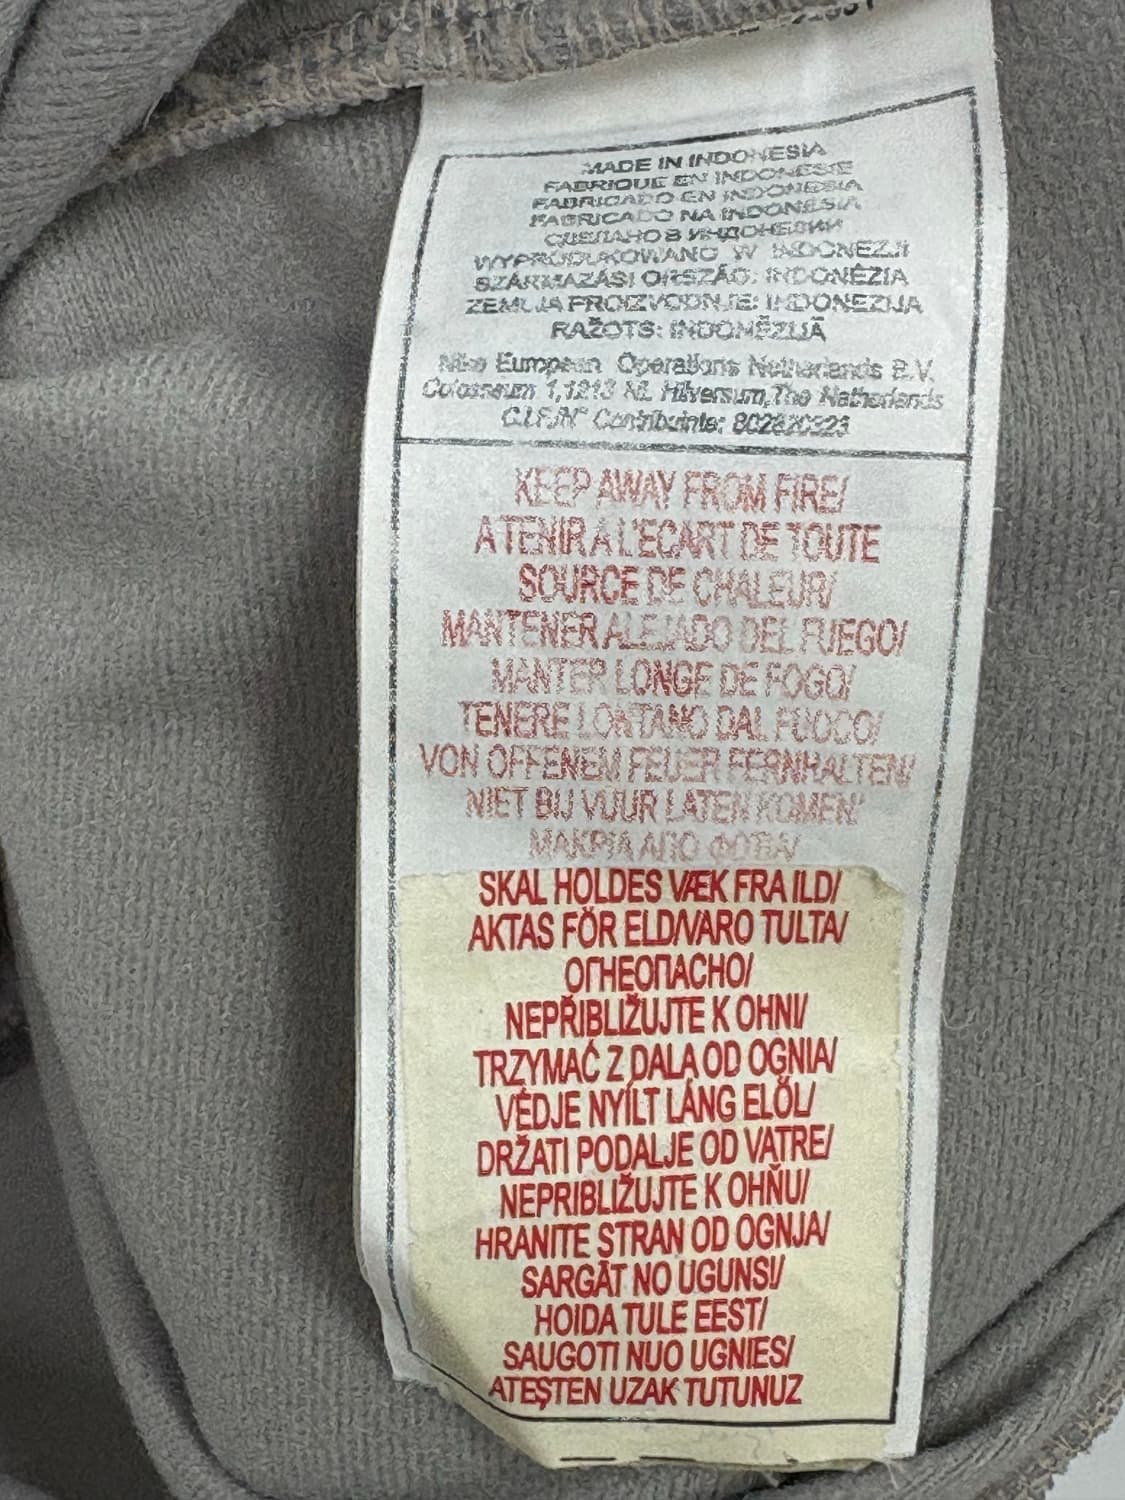 MADE IN INDONESIA
FABRIQUE EN INDONESIE
FABRICADO EN INDONESIA
FABRICADO NA INDONESIA
СДЕЛАНО В ИНДОНЕЗИИ
WYPRODUKOWANO W INDONEZJI
SZÁRMAZÁSI ORSZÁG: INDONÉZIA
ZEMLJA PROIZVODNJE: INDONEZIJA
RAŽOTS: INDONĒZIJĀ
Nike European Operations Netherlands B.V.
Colosseum 1,1213 NL Hilversum,The Netherlands
C.I.F./N° Contribuinte:
KEEP AWAY FROM FIRE/
A TENIR A L'ECART DE TOUTE
SOURCE DE CHALEUR/
MANTENER ALEJADO DEL FUEGO/
MANTER LONGE DE FOGO/
TENERE LONTANO DAL FUOCO/
VON OFFENEM FEUER FERNHALTEN/
NIET BIJ VUUR LATEN KOMEN/
ΜΑΚΡΙΑ ΑΠΟ ΦΩΤΙΑ/
SKAL HOLDES VÆK FRA ILD/
AKTAS FÖR ELD/VARO TULTA/
ОГНЕОПАСНО/
NEPŘIBLIŽUJTE K OHNI/
TRZYMAĆ Z DALA OD OGNIA/
VÉDJE NYÍLT LÁNG ELŐL/
DRŽATI PODALJE OD VATRE/
NEPRIBLIŽUJTE K OHŇU/
HRANITE STRAN OD OGNJA/
SARGĀT NO UGUNS!/
HOIDA TULE EEST/
SAUGOTI NUO UGNIES/
ATEŞTEN UZAK TUTUNUZ